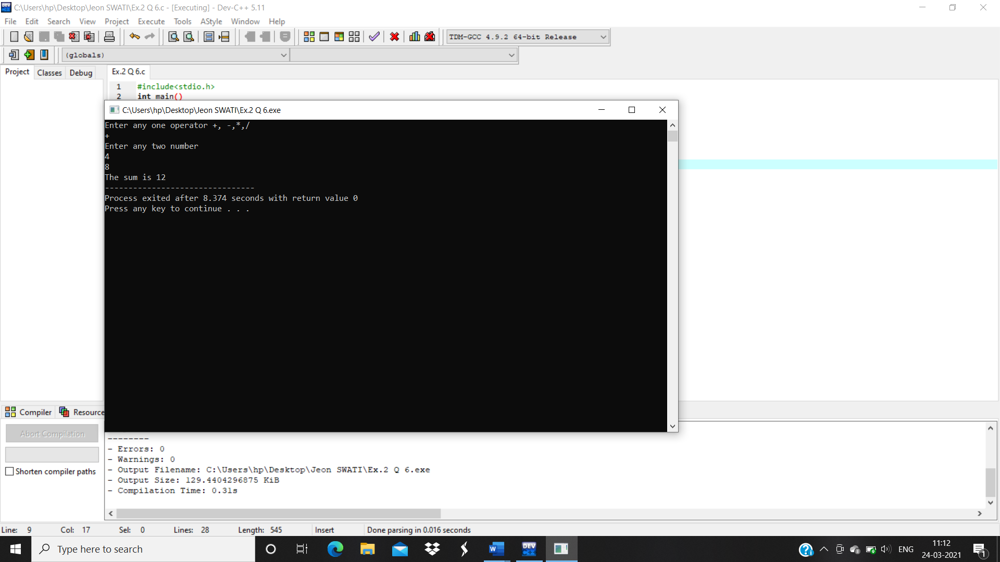 C:\Users\hp\Desktop\Jeon SWATI\Ex.2 Q 6.c - [Executing] - Dev-C++ 5.11
File Edit Search View Project Execute Tools AStyle Window Help
TDM-GCC 4.9.2 64-bit Release
(globals)
Project Classes Debug Ex.2 Q 6.c
1 #include<stdio.h>
2 int main()
C:\Users\hp\Desktop\Jeon SWATI\Ex.2 Q 6.exe
Enter any one operator +, -,*,/
+
Enter any two number
4
8
The sum is 12
--------------------------------
Process exited after 8.374 seconds with return value 0
Press any key to continue . . .
Compiler Resource
Abort Compilation
Shorten compiler paths
--------
- Errors: 0
- Warnings: 0
- Output Filename: C:\Users\hp\Desktop\Jeon SWATI\Ex.2 Q 6.exe
- Output Size: 129.4404296875 KiB
- Compilation Time: 0.31s
Line: 9 Col: 17 Sel: 0 Lines: 28 Length: 545 Insert Done parsing in 0.016 seconds
Type here to search
DEV C++
ENG
11:12
24-03-2021
1